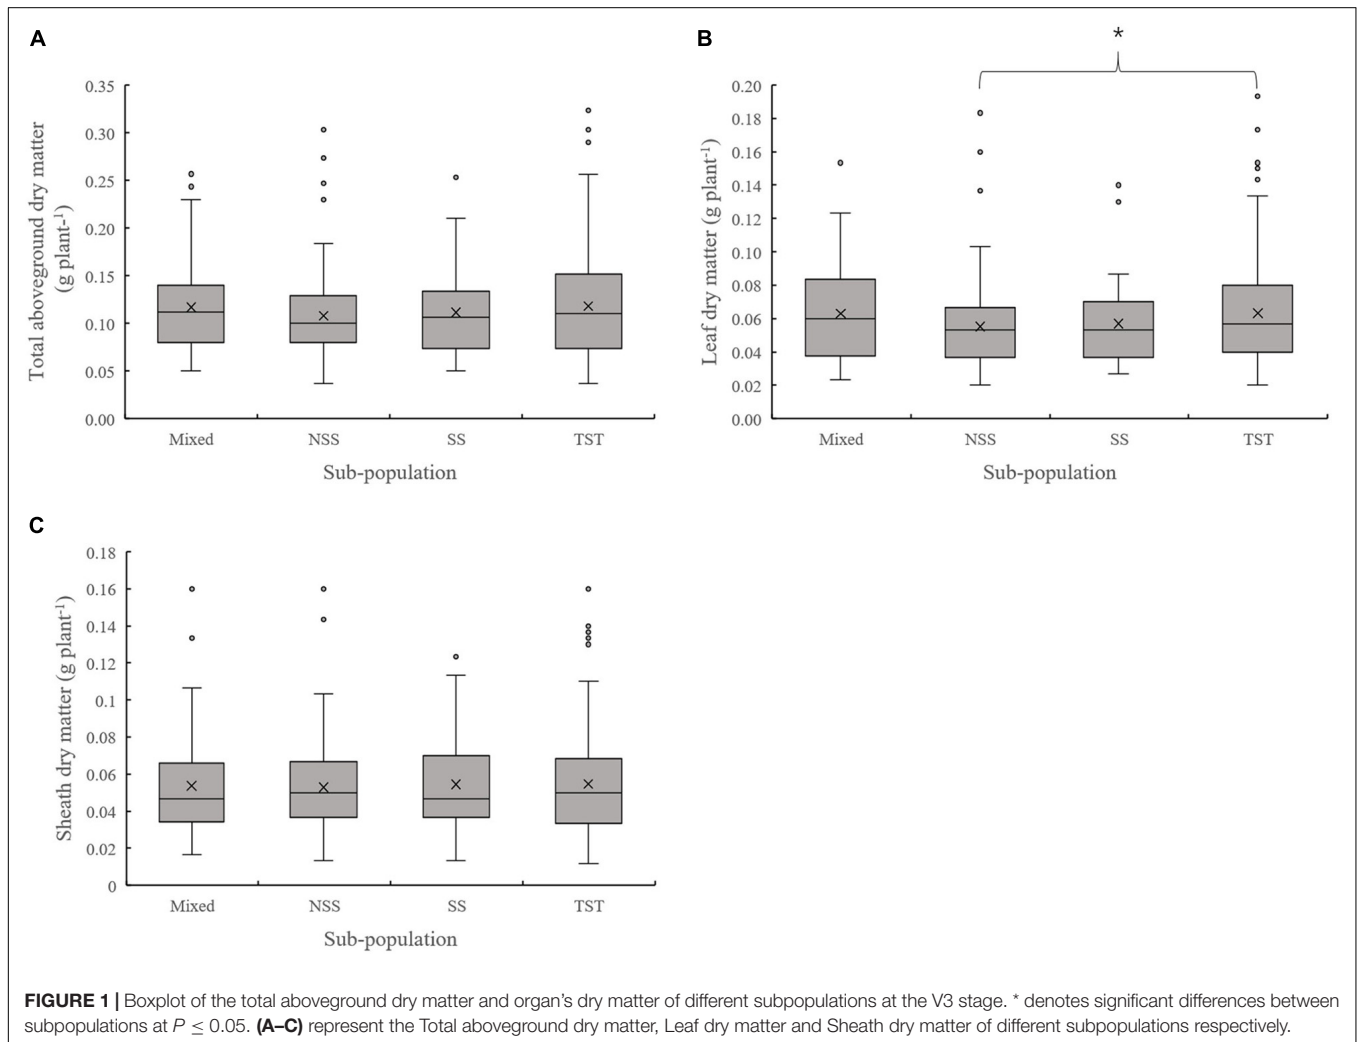 A
Total aboveground dry matter
(g plant-¹)
0.35
0.30
0.25
0.20
0.15
0.10
0.05
0.00
Mixed NSS SS TST
Sub-population
B
*
Leaf dry matter (g plant⁻¹)
0.20
0.18
0.16
0.14
0.12
0.10
0.08
0.06
0.04
0.02
0.00
Mixed NSS SS TST
Sub-population
C
Sheath dry matter (g plant⁻¹)
0.18
0.16
0.14
0.12
0.1
0.08
0.06
0.04
0.02
0
Mixed NSS SS TST
Sub-population
FIGURE 1 | Boxplot of the total aboveground dry matter and organ's dry matter of different subpopulations at the V3 stage. * denotes significant differences between
subpopulations at P ≤ 0.05. (A–C) represent the Total aboveground dry matter, Leaf dry matter and Sheath dry matter of different subpopulations respectively.